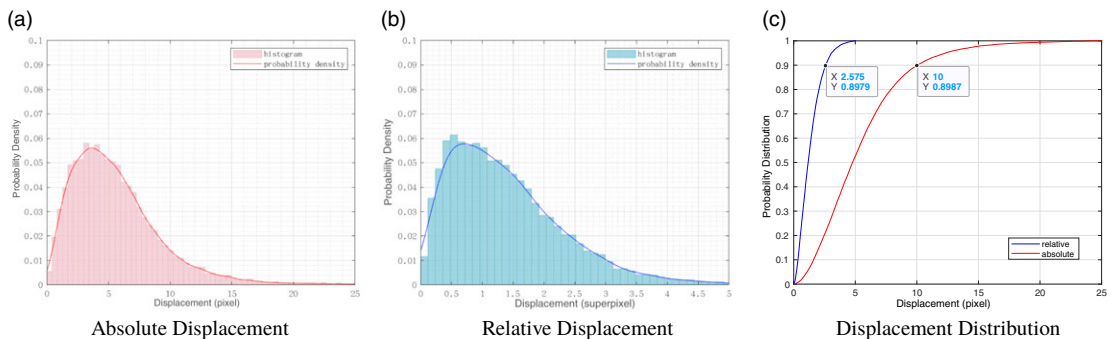 (a)
0.1
0.09
0.08
0.07
0.06
0.05
0.04
0.03
0.02
0.01
0
Probability Density
histogram
probability density
0 5 10 15 20 25
Displacement (pixel)
Absolute Displacement
(b)
0.1
0.09
0.08
0.07
0.06
0.05
0.04
0.03
0.02
0.01
0
Probability Density
histogram
probability density
0 0.5 1 1.5 2 2.5 3 3.5 4 4.5 5
Displacement (superpixel)
Relative Displacement
(c)
1
0.9
0.8
0.7
0.6
0.5
0.4
0.3
0.2
0.1
0
Probability Distribution
X 2.575
Y 0.8979
X 10
Y 0.8987
relative
absolute
0 5 10 15 20 25
Displacement (pixel)
Displacement Distribution